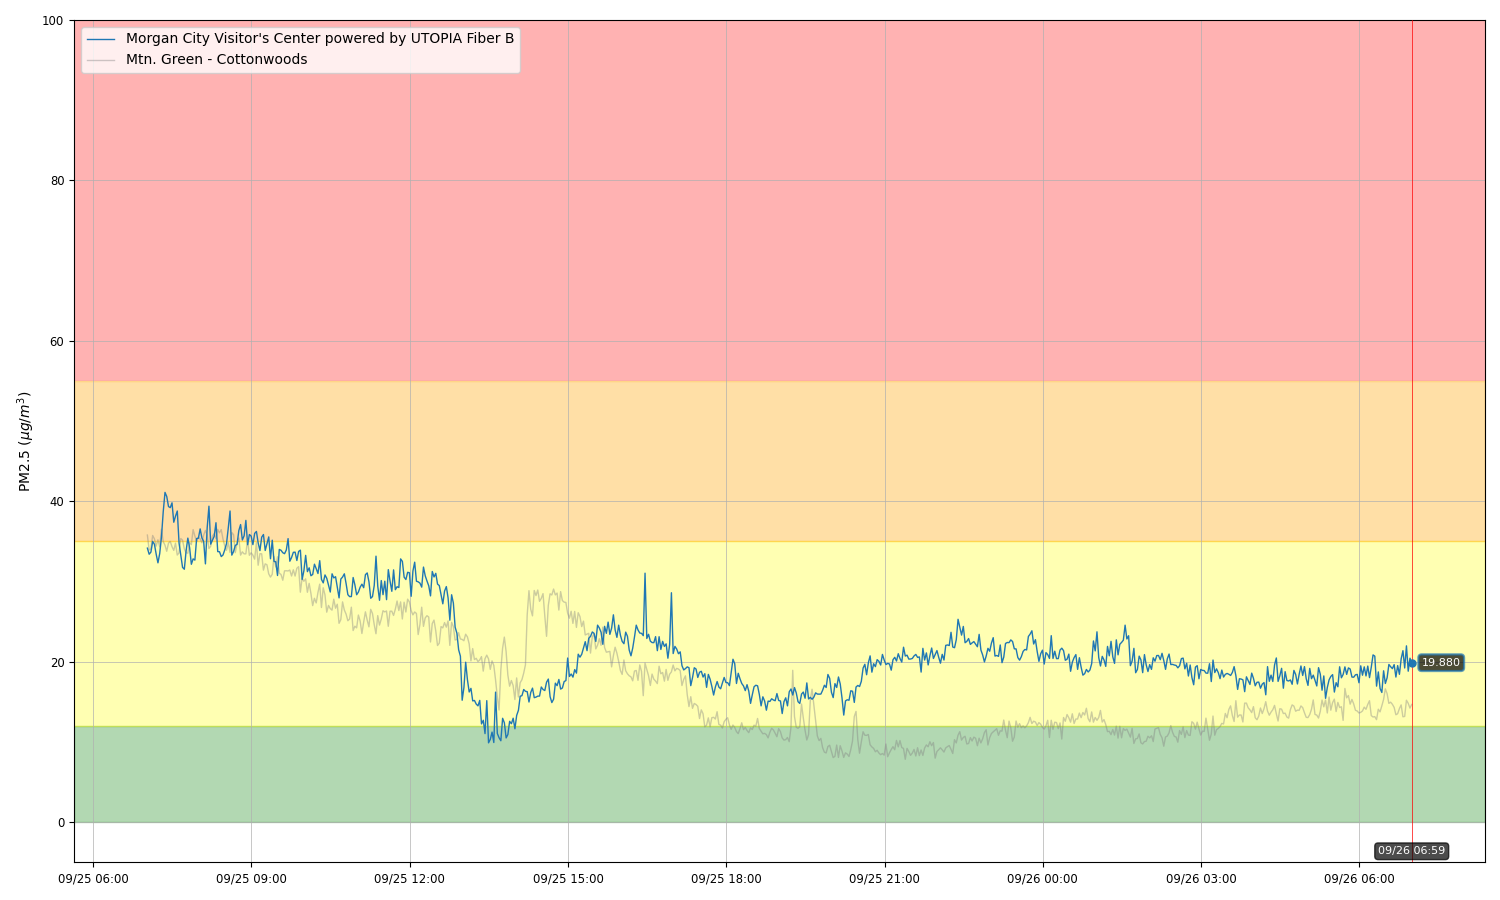 100
Morgan City Visitor's Center powered by UTOPIA Fiber B
Mtn. Green - Cottonwoods
80
60
PM2.5 (μg/m³)
40
20
19.880
0
09/26 06:59
09/25 06:00 09/25 09:00 09/25 12:00 09/25 15:00 09/25 18:00 09/25 21:00 09/26 00:00 09/26 03:00 09/26 06:00